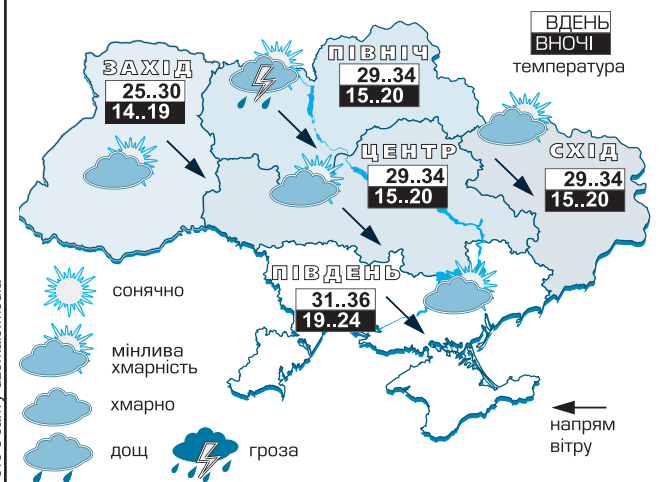 ВДЕНЬ
ВНОЧІ
температура
ЗАХІД
25..30
14..19
ПІВНІЧ
29..34
15..20
ЦЕНТР
29..34
15..20
СХІД
29..34
15..20
ПІВДЕНЬ
31..36
19..24
сонячно
мінлива
хмарність
хмарно
дощ
гроза
напрям
вітру